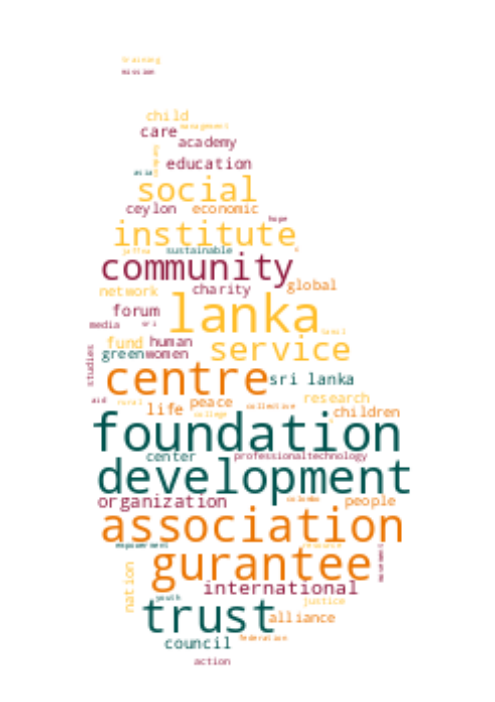 training
mission
child
management
care
academy
education
asia
social
ceylon economic
hope
institute
sustainable
community
global
network charity
lanka
forum
media sri
tamil
fund human
service
green women
studies
centre sri lanka
aid rural life peace collective research
college children
foundation
center professional technology
development
organization colombo people
association
empowerment
gurantee
nation international
youth justice
trust alliance
council federation
action